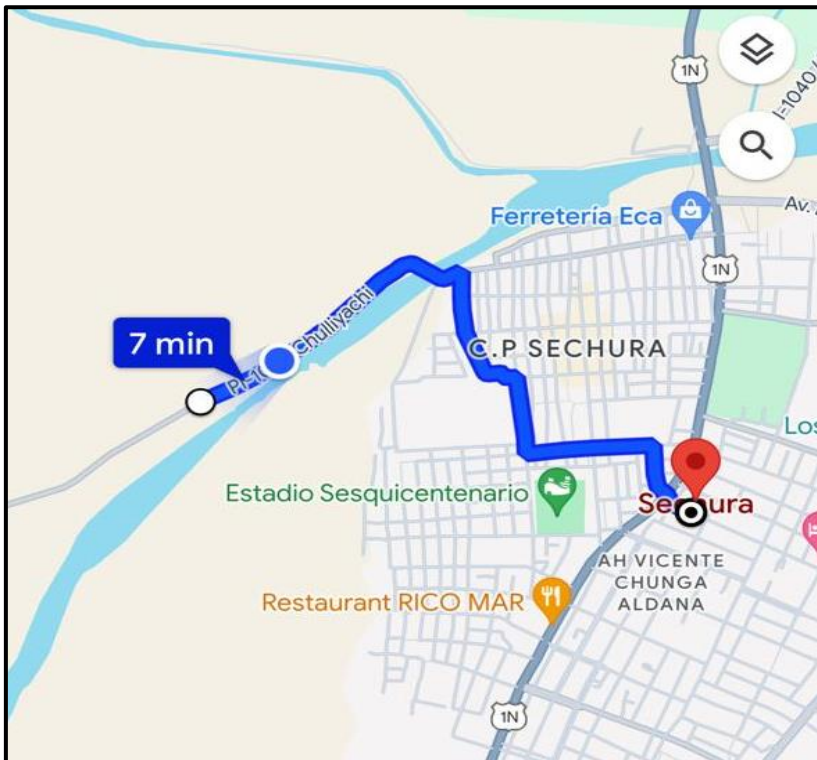 1N
I-1040
Ferretería Eca
Av.
1N
Chulliyachi
7 min
C.P SECHURA
Los
Estadio Sesquicentenario
Sechura
AH VICENTE
CHUNGA
ALDANA
Restaurant RICO MAR
1N